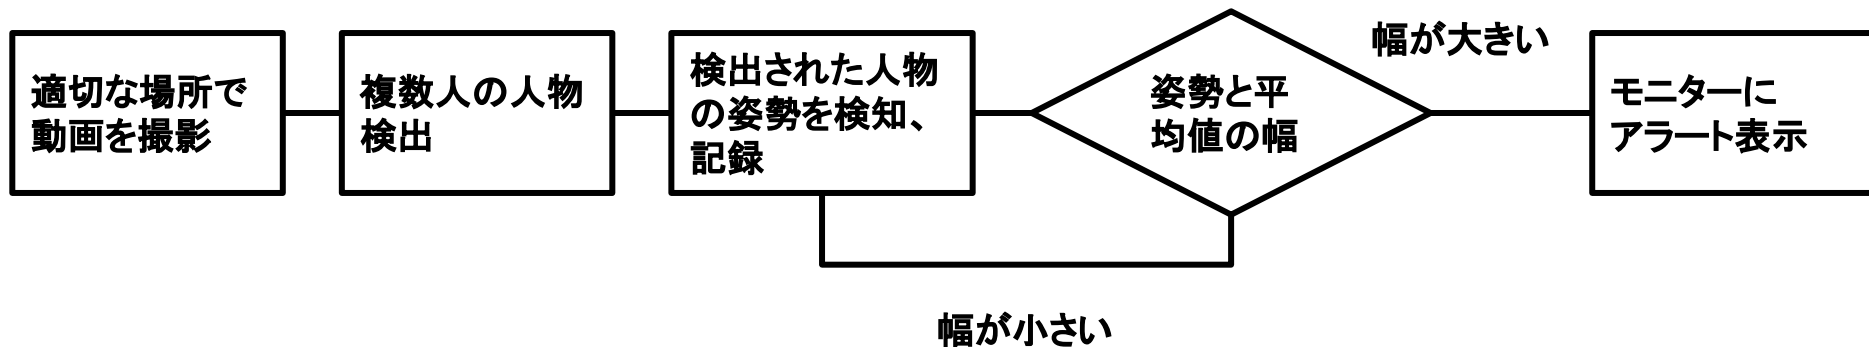 適切な場所で
動画を撮影
複数人の人物
検出
検出された人物
の姿勢を検知、
記録
姿勢と平
均値の幅
幅が大きい
モニターに
アラート表示
幅が小さい